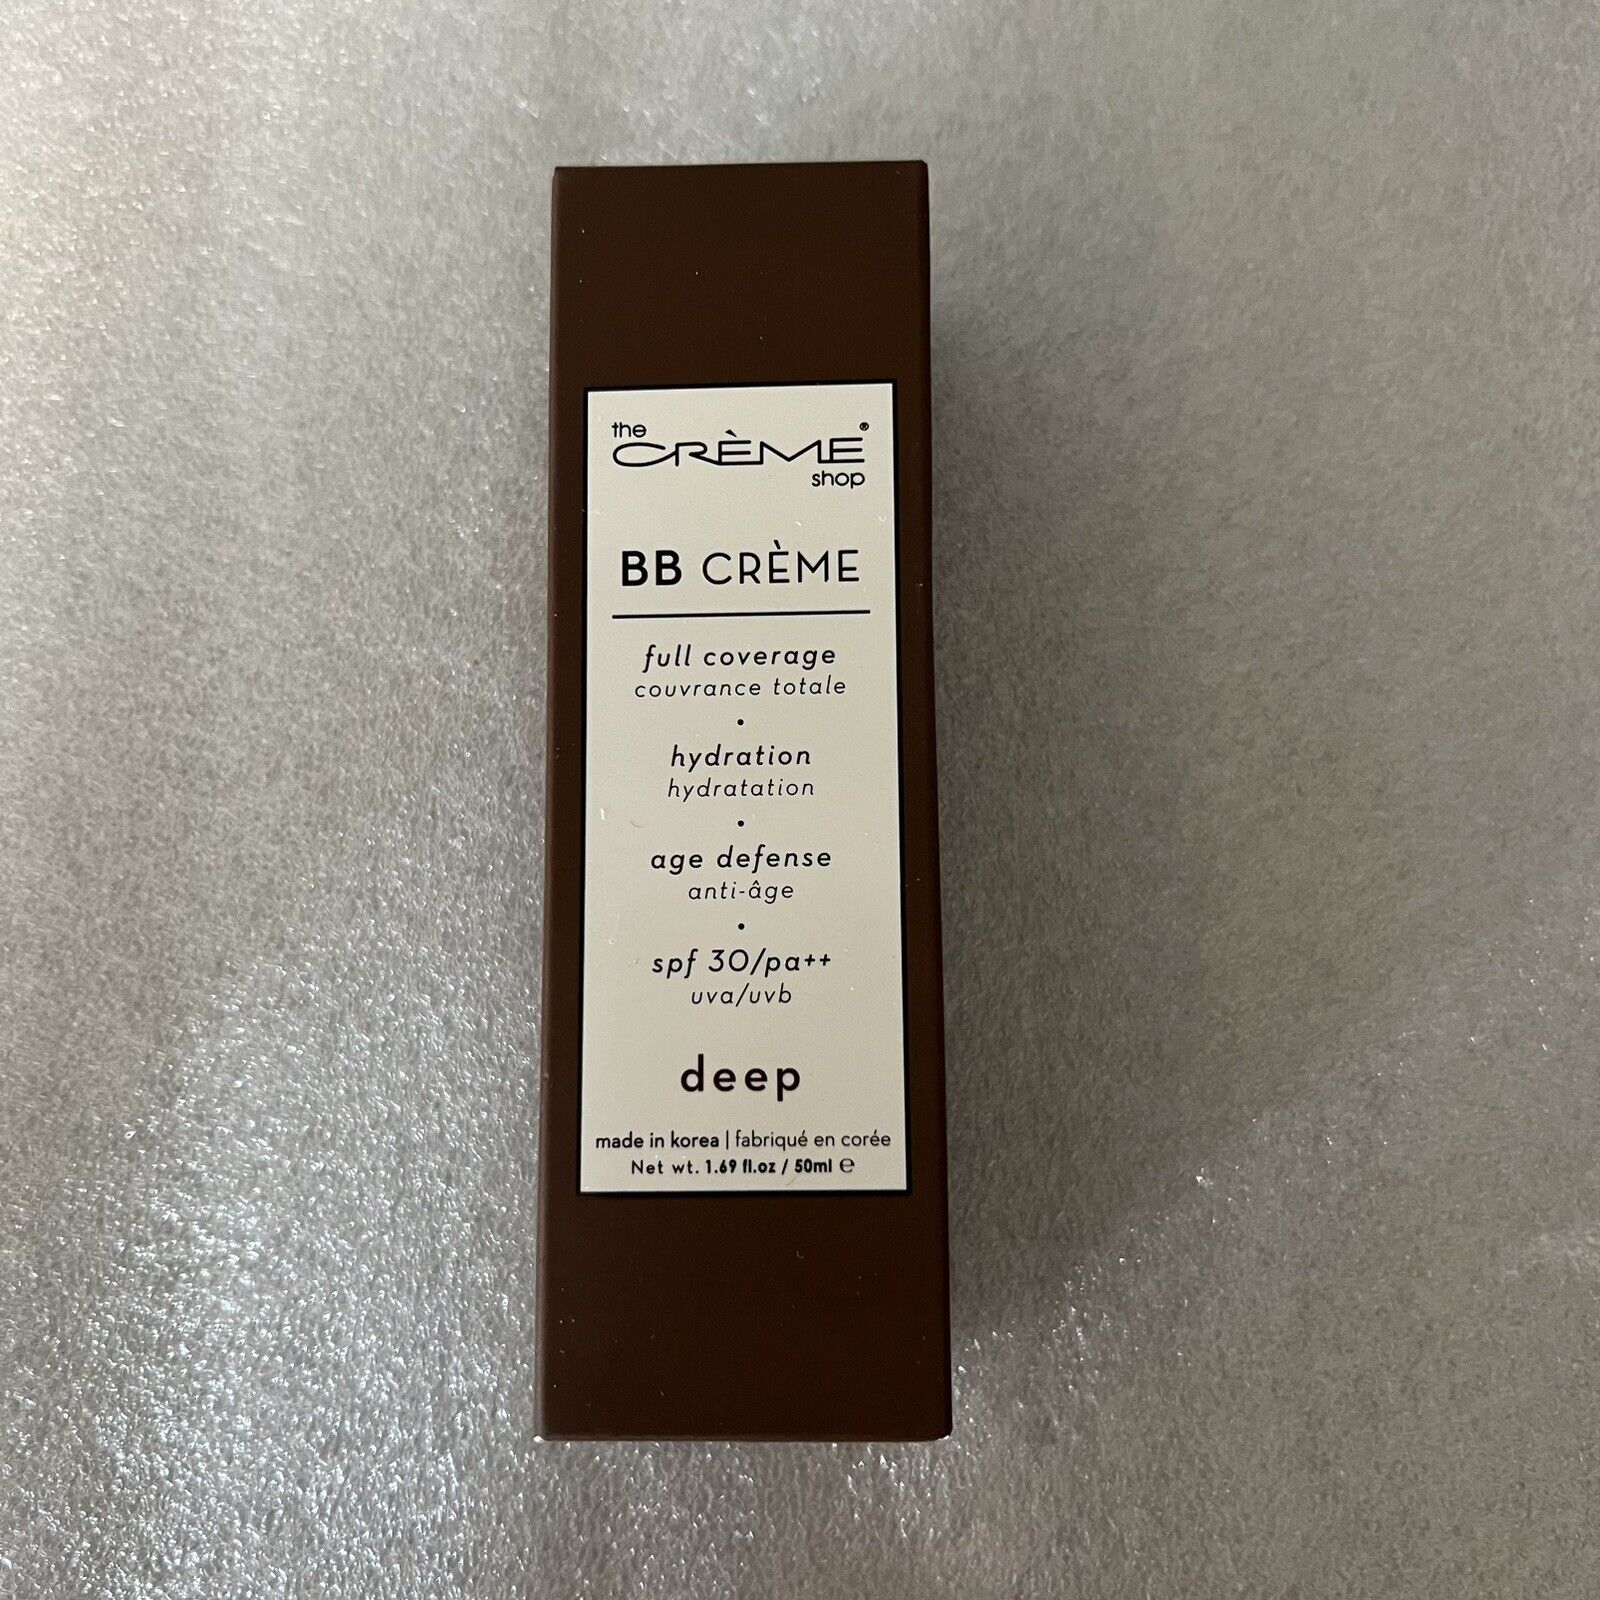 the
CRÈME®
shop
BB CRÈME
full coverage
couvrance totale
•
hydration
hydratation
•
age defense
anti-âge
•
spf 30/pa++
uva/uvb
deep
made in korea | fabriqué en corée
Net wt. 1.69 fl.oz / 50ml ℮